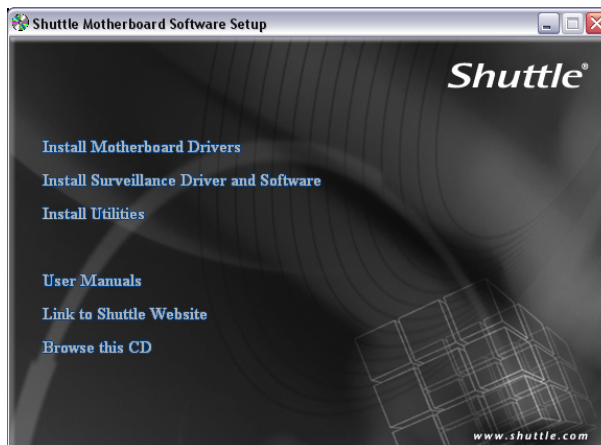 Shuttle Motherboard Software Setup
Shuttle®
Install Motherboard Drivers
Install Surveillance Driver and Software
Install Utilities
User Manuals
Link to Shuttle Website
Browse this CD
www.shuttle.com